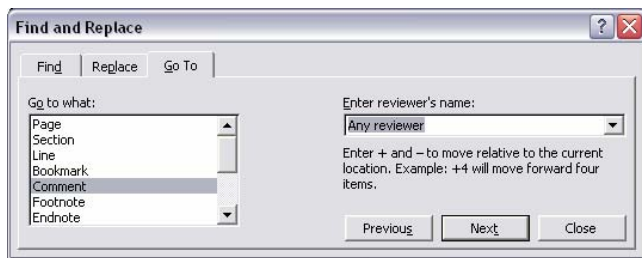 Find and Replace
Find Replace Go To
Go to what:
Page
Section
Line
Bookmark
Comment
Footnote
Endnote
Enter reviewer's name:
Any reviewer
Enter + and – to move relative to the current
location. Example: +4 will move forward four
items.
Previous Next Close